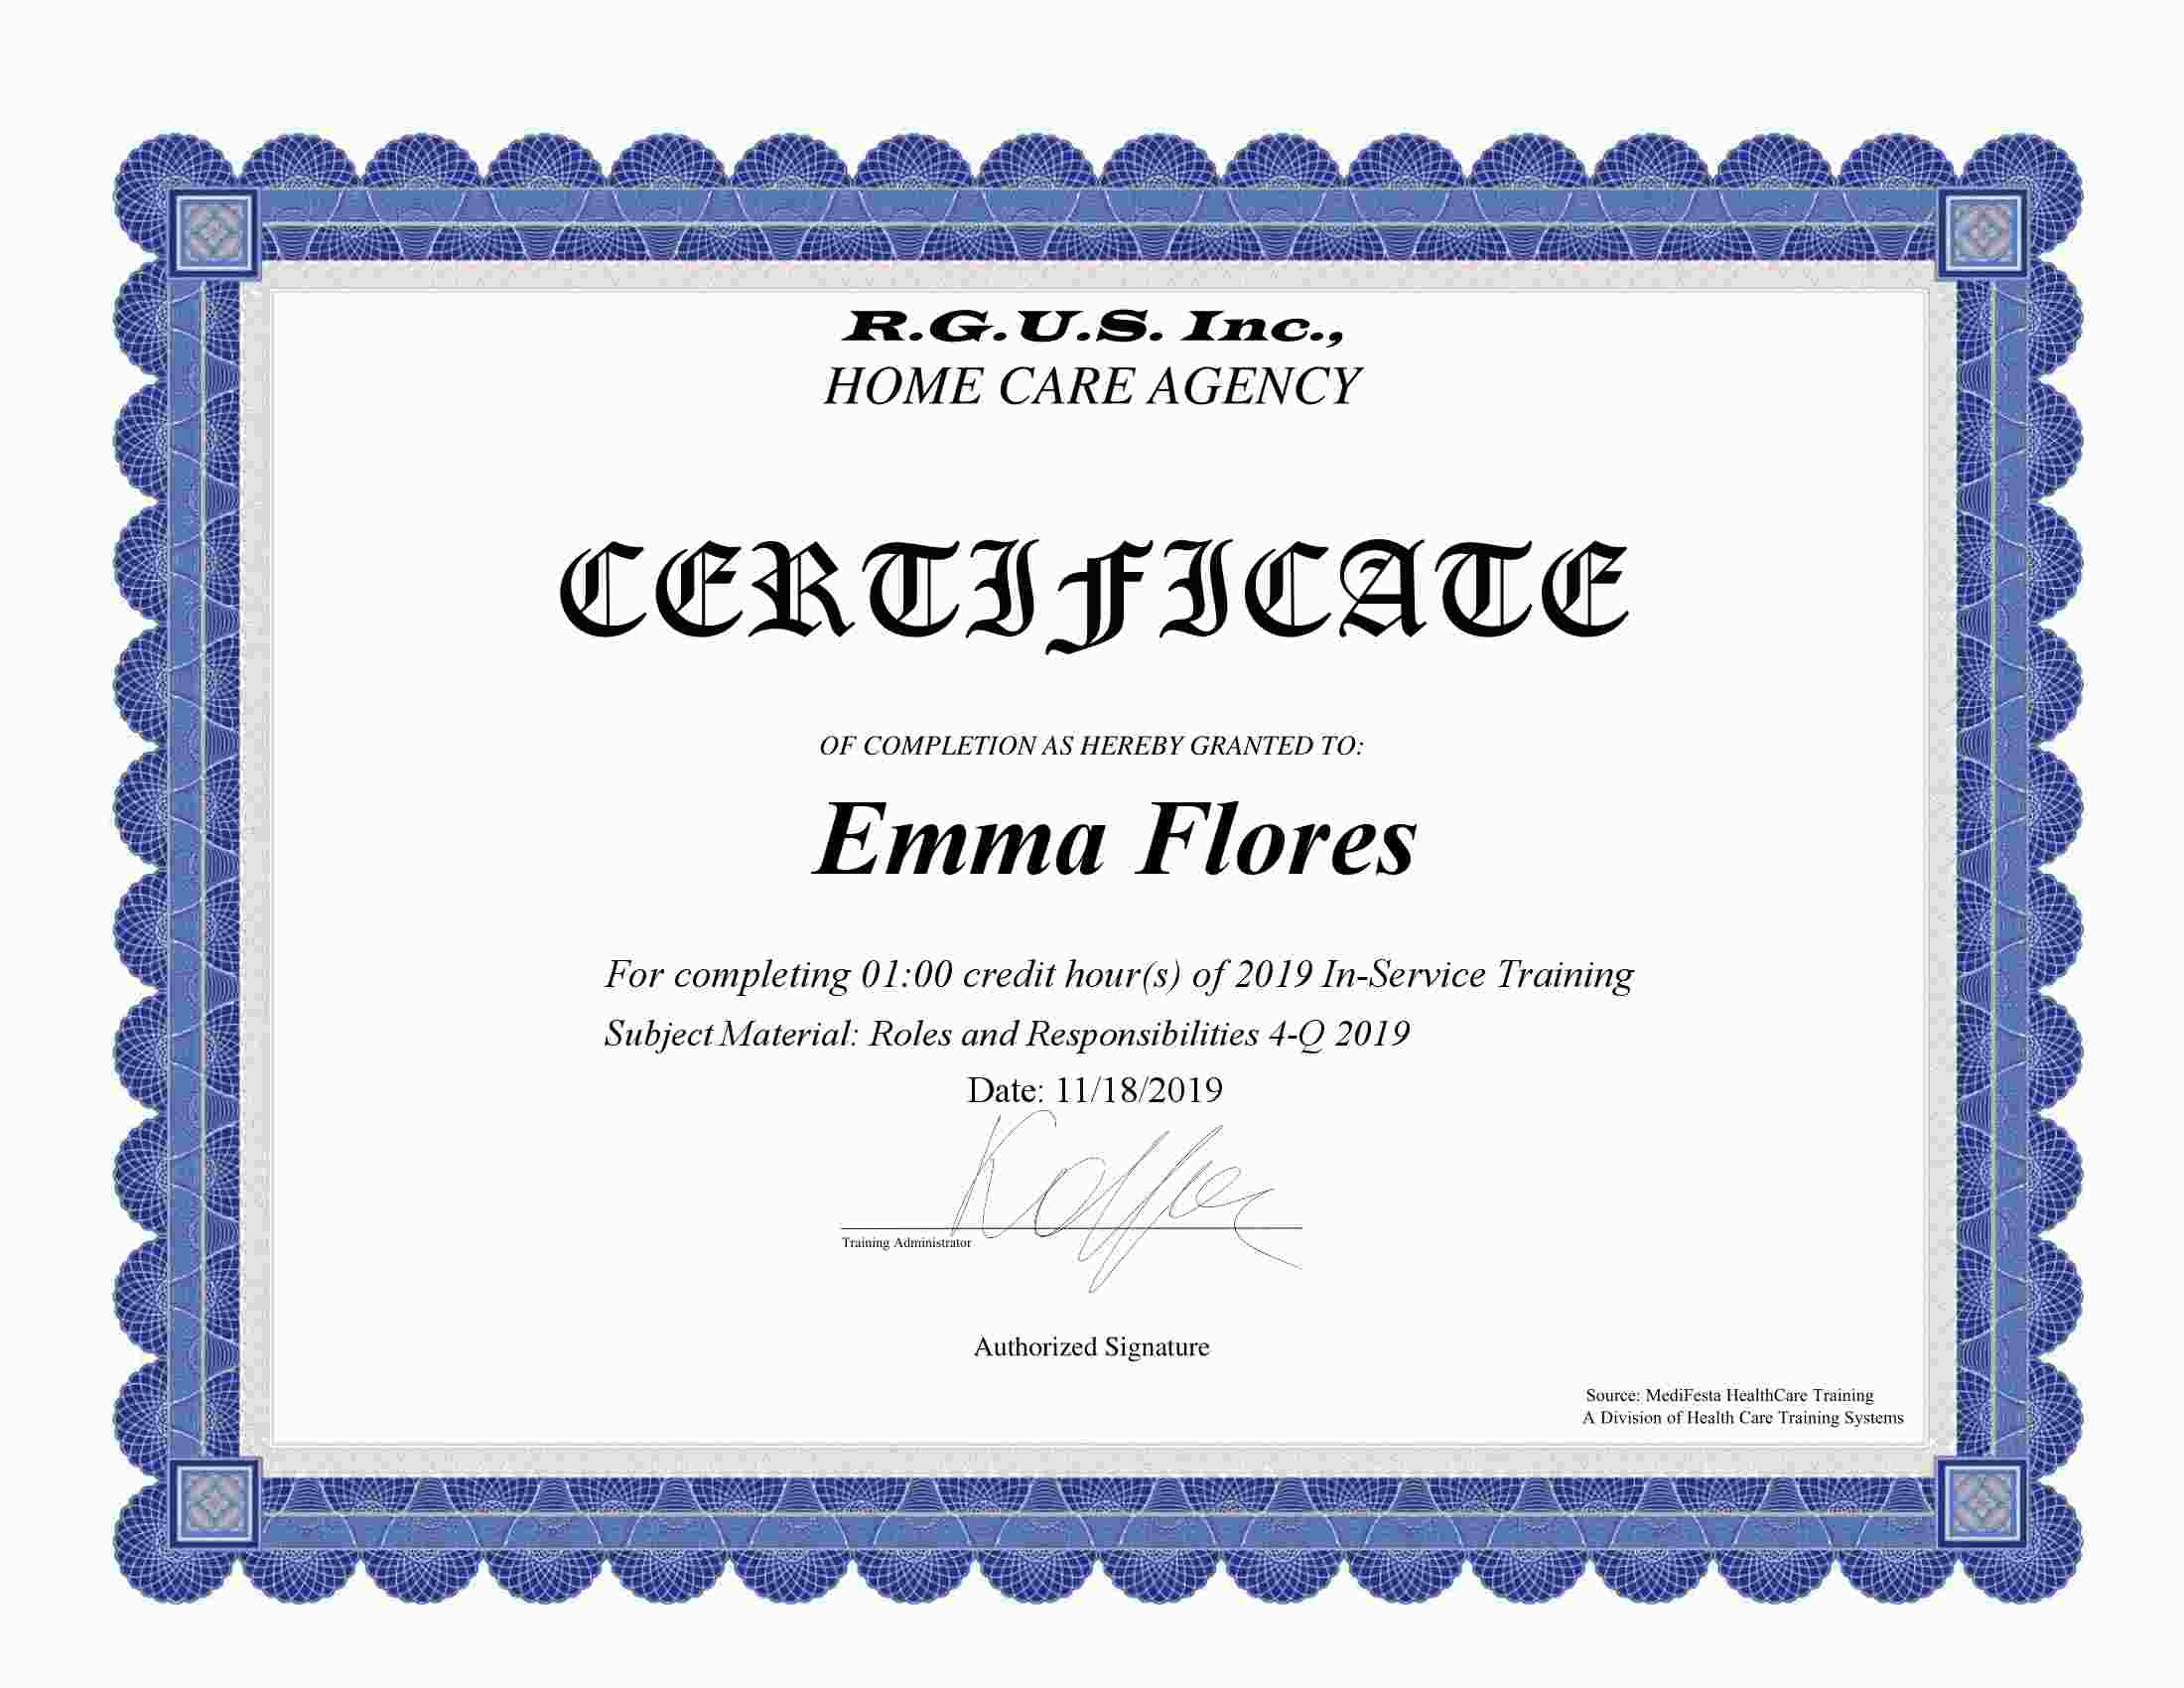 R.G.U.S. Inc.,
HOME CARE AGENCY
CERTIFICATE
OF COMPLETION AS HEREBY GRANTED TO:
Emma Flores
For completing 01:00 credit hour(s) of 2019 In-Service Training
Subject Material: Roles and Responsibilities 4-Q 2019
Date: 11/18/2019
Training Administrator
Authorized Signature
Source: MediFesta HealthCare Training
A Division of Health Care Training Systems